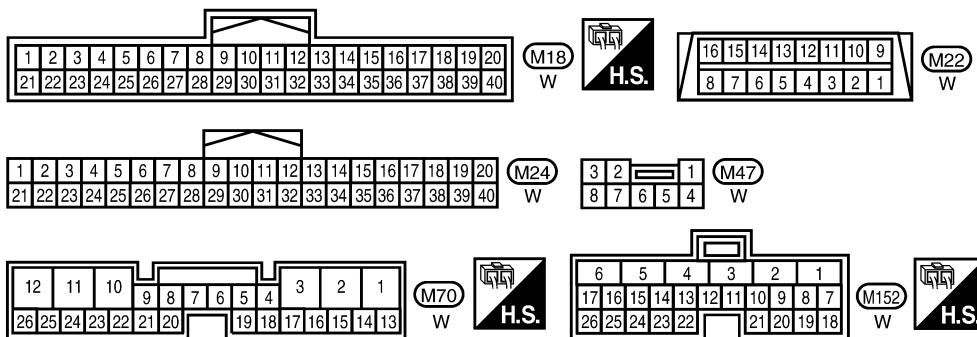 1 2 3 4 5 6 7 8 9 10 11 12 13 14 15 16 17 18 19 20
21 22 23 24 25 26 27 28 29 30 31 32 33 34 35 36 37 38 39 40
M18
W
H.S.
16 15 14 13 12 11 10 9
8 7 6 5 4 3 2 1
M22
W
1 2 3 4 5 6 7 8 9 10 11 12 13 14 15 16 17 18 19 20
21 22 23 24 25 26 27 28 29 30 31 32 33 34 35 36 37 38 39 40
M24
W
3 2 1
8 7 6 5 4
M47
W
12 11 10 9 8 7 6 5 4 3 2 1
26 25 24 23 22 21 20 19 18 17 16 15 14 13
M70
W
H.S.
6 5 4 3 2 1
17 16 15 14 13 12 11 10 9 8 7
26 25 24 23 22 21 20 19 18
M152
W
H.S.